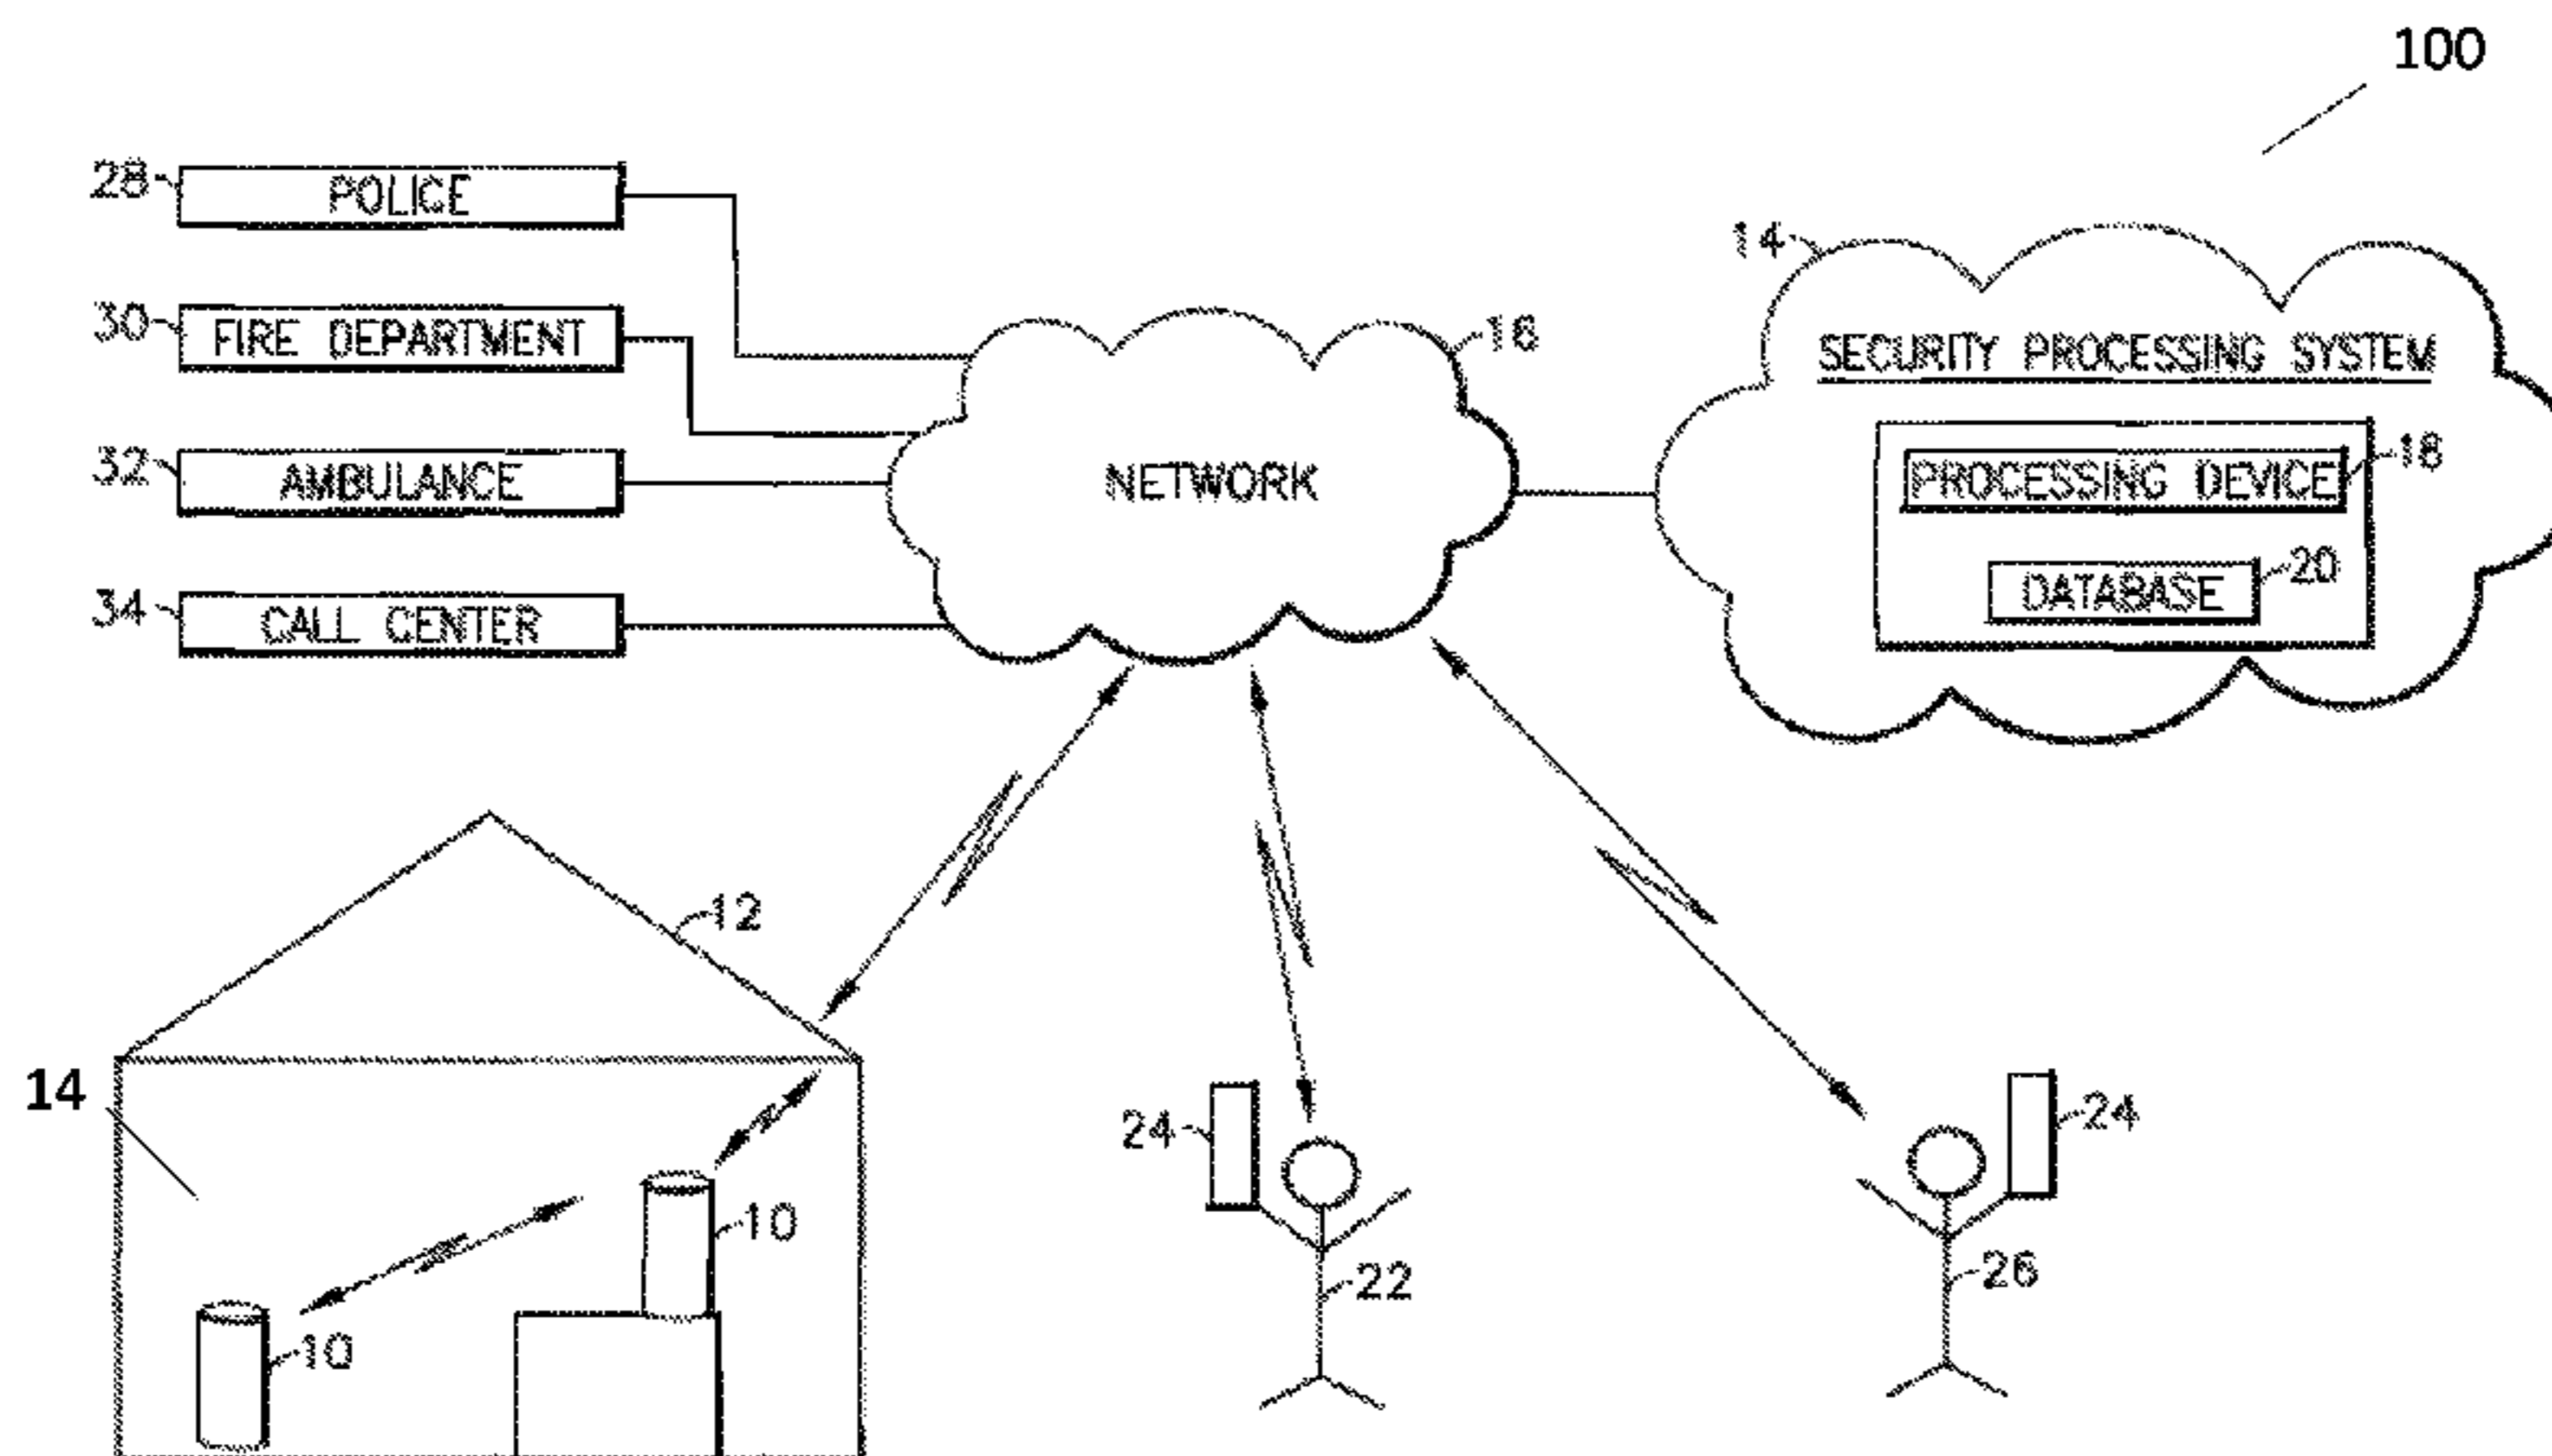 100
28
POLICE
30
FIRE DEPARTMENT
32
AMBULANCE
34
CALL CENTER
16
NETWORK
14
SECURITY PROCESSING SYSTEM
PROCESSING DEVICE
18
DATABASE
20
12
14
10
10
24
22
24
26